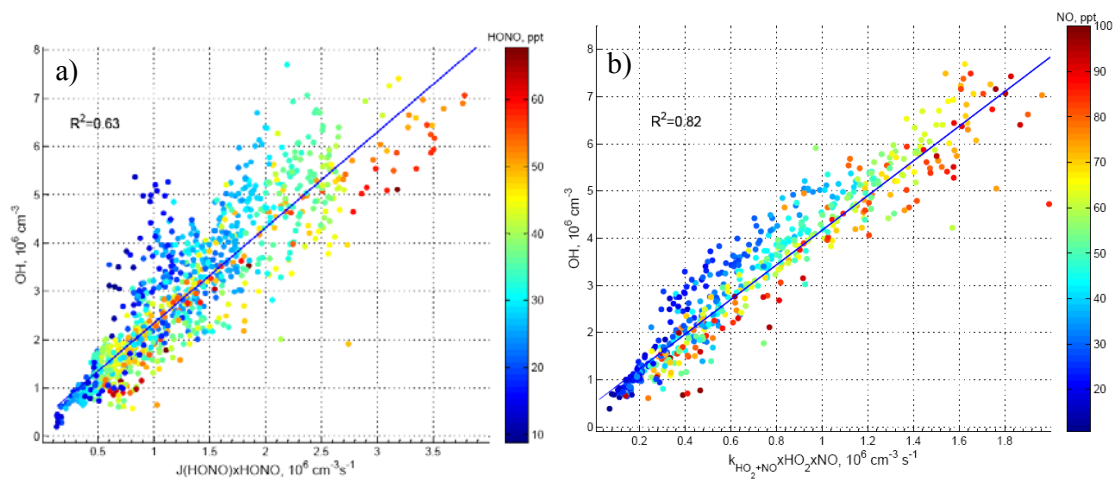 a)
HONO, ppt
8
7
6
5
4
3
2
1
0
R²=0.63
OH, 10⁶ cm⁻³
0.5 1 1.5 2 2.5 3 3.5
J(HONO)xHONO, 10⁶ cm⁻³s⁻¹
60
50
40
30
20
10
b)
NO, ppt
8
7
6
5
4
3
2
1
0
R²=0.82
OH, 10⁶ cm⁻³
0.2 0.4 0.6 0.8 1 1.2 1.4 1.6 1.8
k_HO₂+NO xHO₂xNO, 10⁶ cm⁻³ s⁻¹
100
90
80
70
60
50
40
30
20